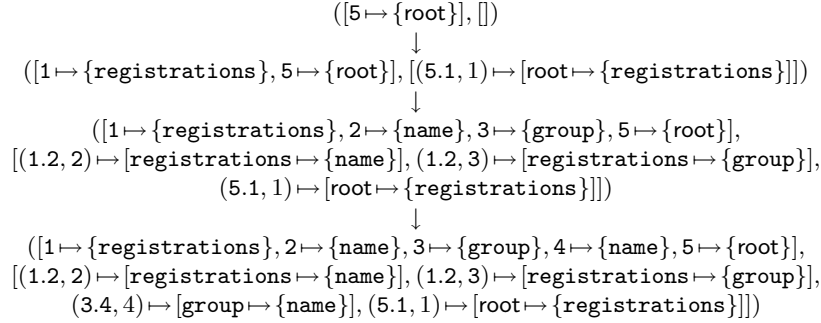 ([5 ↦ {root}], [])
↓
([1 ↦ {registrations}, 5 ↦ {root}], [(5.1, 1) ↦ [root ↦ {registrations}]])
↓
([1 ↦ {registrations}, 2 ↦ {name}, 3 ↦ {group}, 5 ↦ {root}],
[(1.2, 2) ↦ [registrations ↦ {name}], (1.2, 3) ↦ [registrations ↦ {group}],
(5.1, 1) ↦ [root ↦ {registrations}]])
↓
([1 ↦ {registrations}, 2 ↦ {name}, 3 ↦ {group}, 4 ↦ {name}, 5 ↦ {root}],
[(1.2, 2) ↦ [registrations ↦ {name}], (1.2, 3) ↦ [registrations ↦ {group}],
(3.4, 4) ↦ [group ↦ {name}], (5.1, 1) ↦ [root ↦ {registrations}]])